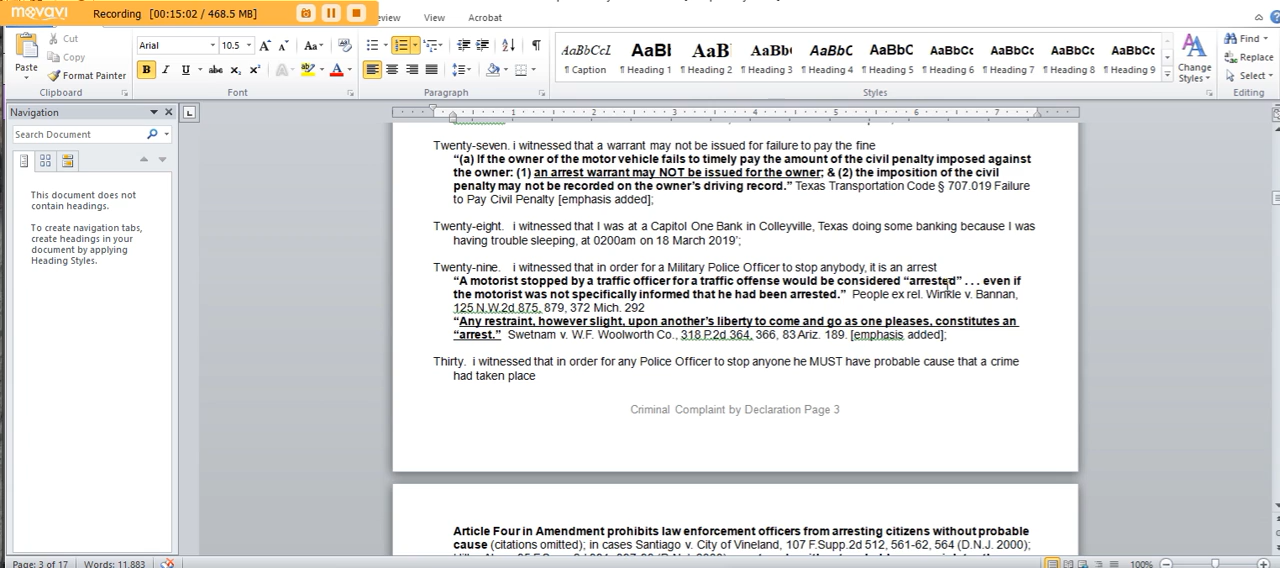 movavi Recording [00:15:02 / 468.5 MB]
eview View Acrobat
Paste Cut Copy Format Painter
Arial 10.5 A A Aa
B I U abc x₂ x² A A
AaBbCcL AaBl AaB AaBb( AaBbC AaBbC AaBbCc AaBbCc AaBbCc AaBbCc
¶ Caption ¶ Heading 1 ¶ Heading 2 ¶ Heading 3 ¶ Heading 4 ¶ Heading 5 ¶ Heading 6 ¶ Heading 7 ¶ Heading 8 ¶ Heading 9
Change Styles
Find Replace Select
Clipboard Font Paragraph Styles Editing
Navigation
Search Document
This document does
not contain headings.
To create navigation tabs,
create headings in your
document by applying
Heading Styles.
1 2 3 4 5 6 7
Twenty-seven. i witnessed that a warrant may not be issued for failure to pay the fine
“(a) If the owner of the motor vehicle fails to timely pay the amount of the civil penalty imposed against
the owner: (1) an arrest warrant may NOT be issued for the owner; & (2) the imposition of the civil
penalty may not be recorded on the owner’s driving record.” Texas Transportation Code § 707.019 Failure
to Pay Civil Penalty [emphasis added];
Twenty-eight. i witnessed that I was at a Capitol One Bank in Colleyville, Texas doing some banking because I was
having trouble sleeping, at 0200am on 18 March 2019’;
Twenty-nine. i witnessed that in order for a Military Police Officer to stop anybody, it is an arrest
“A motorist stopped by a traffic officer for a traffic offense would be considered “arrested” . . . even if
the motorist was not specifically informed that he had been arrested.” People ex rel. Winkle v. Bannan,
125 N.W.2d 875, 879, 372 Mich. 292
“Any restraint, however slight, upon another’s liberty to come and go as one pleases, constitutes an
“arrest.” Swetnam v. W.F. Woolworth Co., 318 P.2d 364, 366, 83 Ariz. 189. [emphasis added];
Thirty. i witnessed that in order for any Police Officer to stop anyone he MUST have probable cause that a crime
had taken place
Criminal Complaint by Declaration Page 3
Article Four in Amendment prohibits law enforcement officers from arresting citizens without probable
cause (citations omitted); in cases Santiago v. City of Vineland, 107 F.Supp.2d 512, 561-62, 564 (D.N.J. 2000);
Page: 3 of 17 Words: 11,883 100%